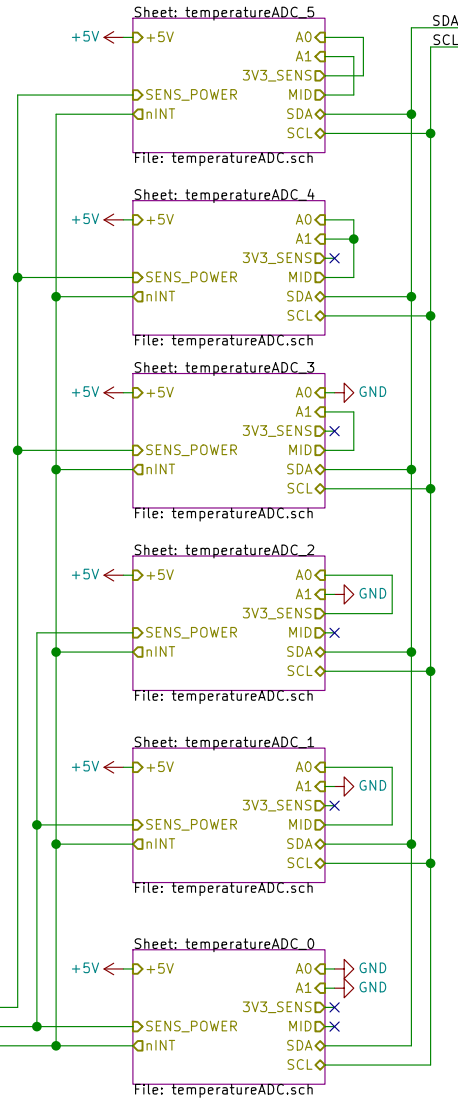 Sheet: temperatureADC_5
SDA
+5V +5V A0
SCL
A1
3V3_SENS
SENS_POWER MID
nINT SDA
SCL
File: temperatureADC.sch
Sheet: temperatureADC_4
+5V +5V A0
A1
3V3_SENS
SENS_POWER MID
nINT SDA
SCL
File: temperatureADC.sch
Sheet: temperatureADC_3
+5V +5V A0 GND
A1
3V3_SENS
SENS_POWER MID
nINT SDA
SCL
File: temperatureADC.sch
Sheet: temperatureADC_2
+5V +5V A0
A1 GND
3V3_SENS
SENS_POWER MID
nINT SDA
SCL
File: temperatureADC.sch
Sheet: temperatureADC_1
+5V +5V A0
A1 GND
3V3_SENS
SENS_POWER MID
nINT SDA
SCL
File: temperatureADC.sch
Sheet: temperatureADC_0
+5V +5V A0 GND
A1 GND
3V3_SENS
SENS_POWER MID
nINT SDA
SCL
File: temperatureADC.sch